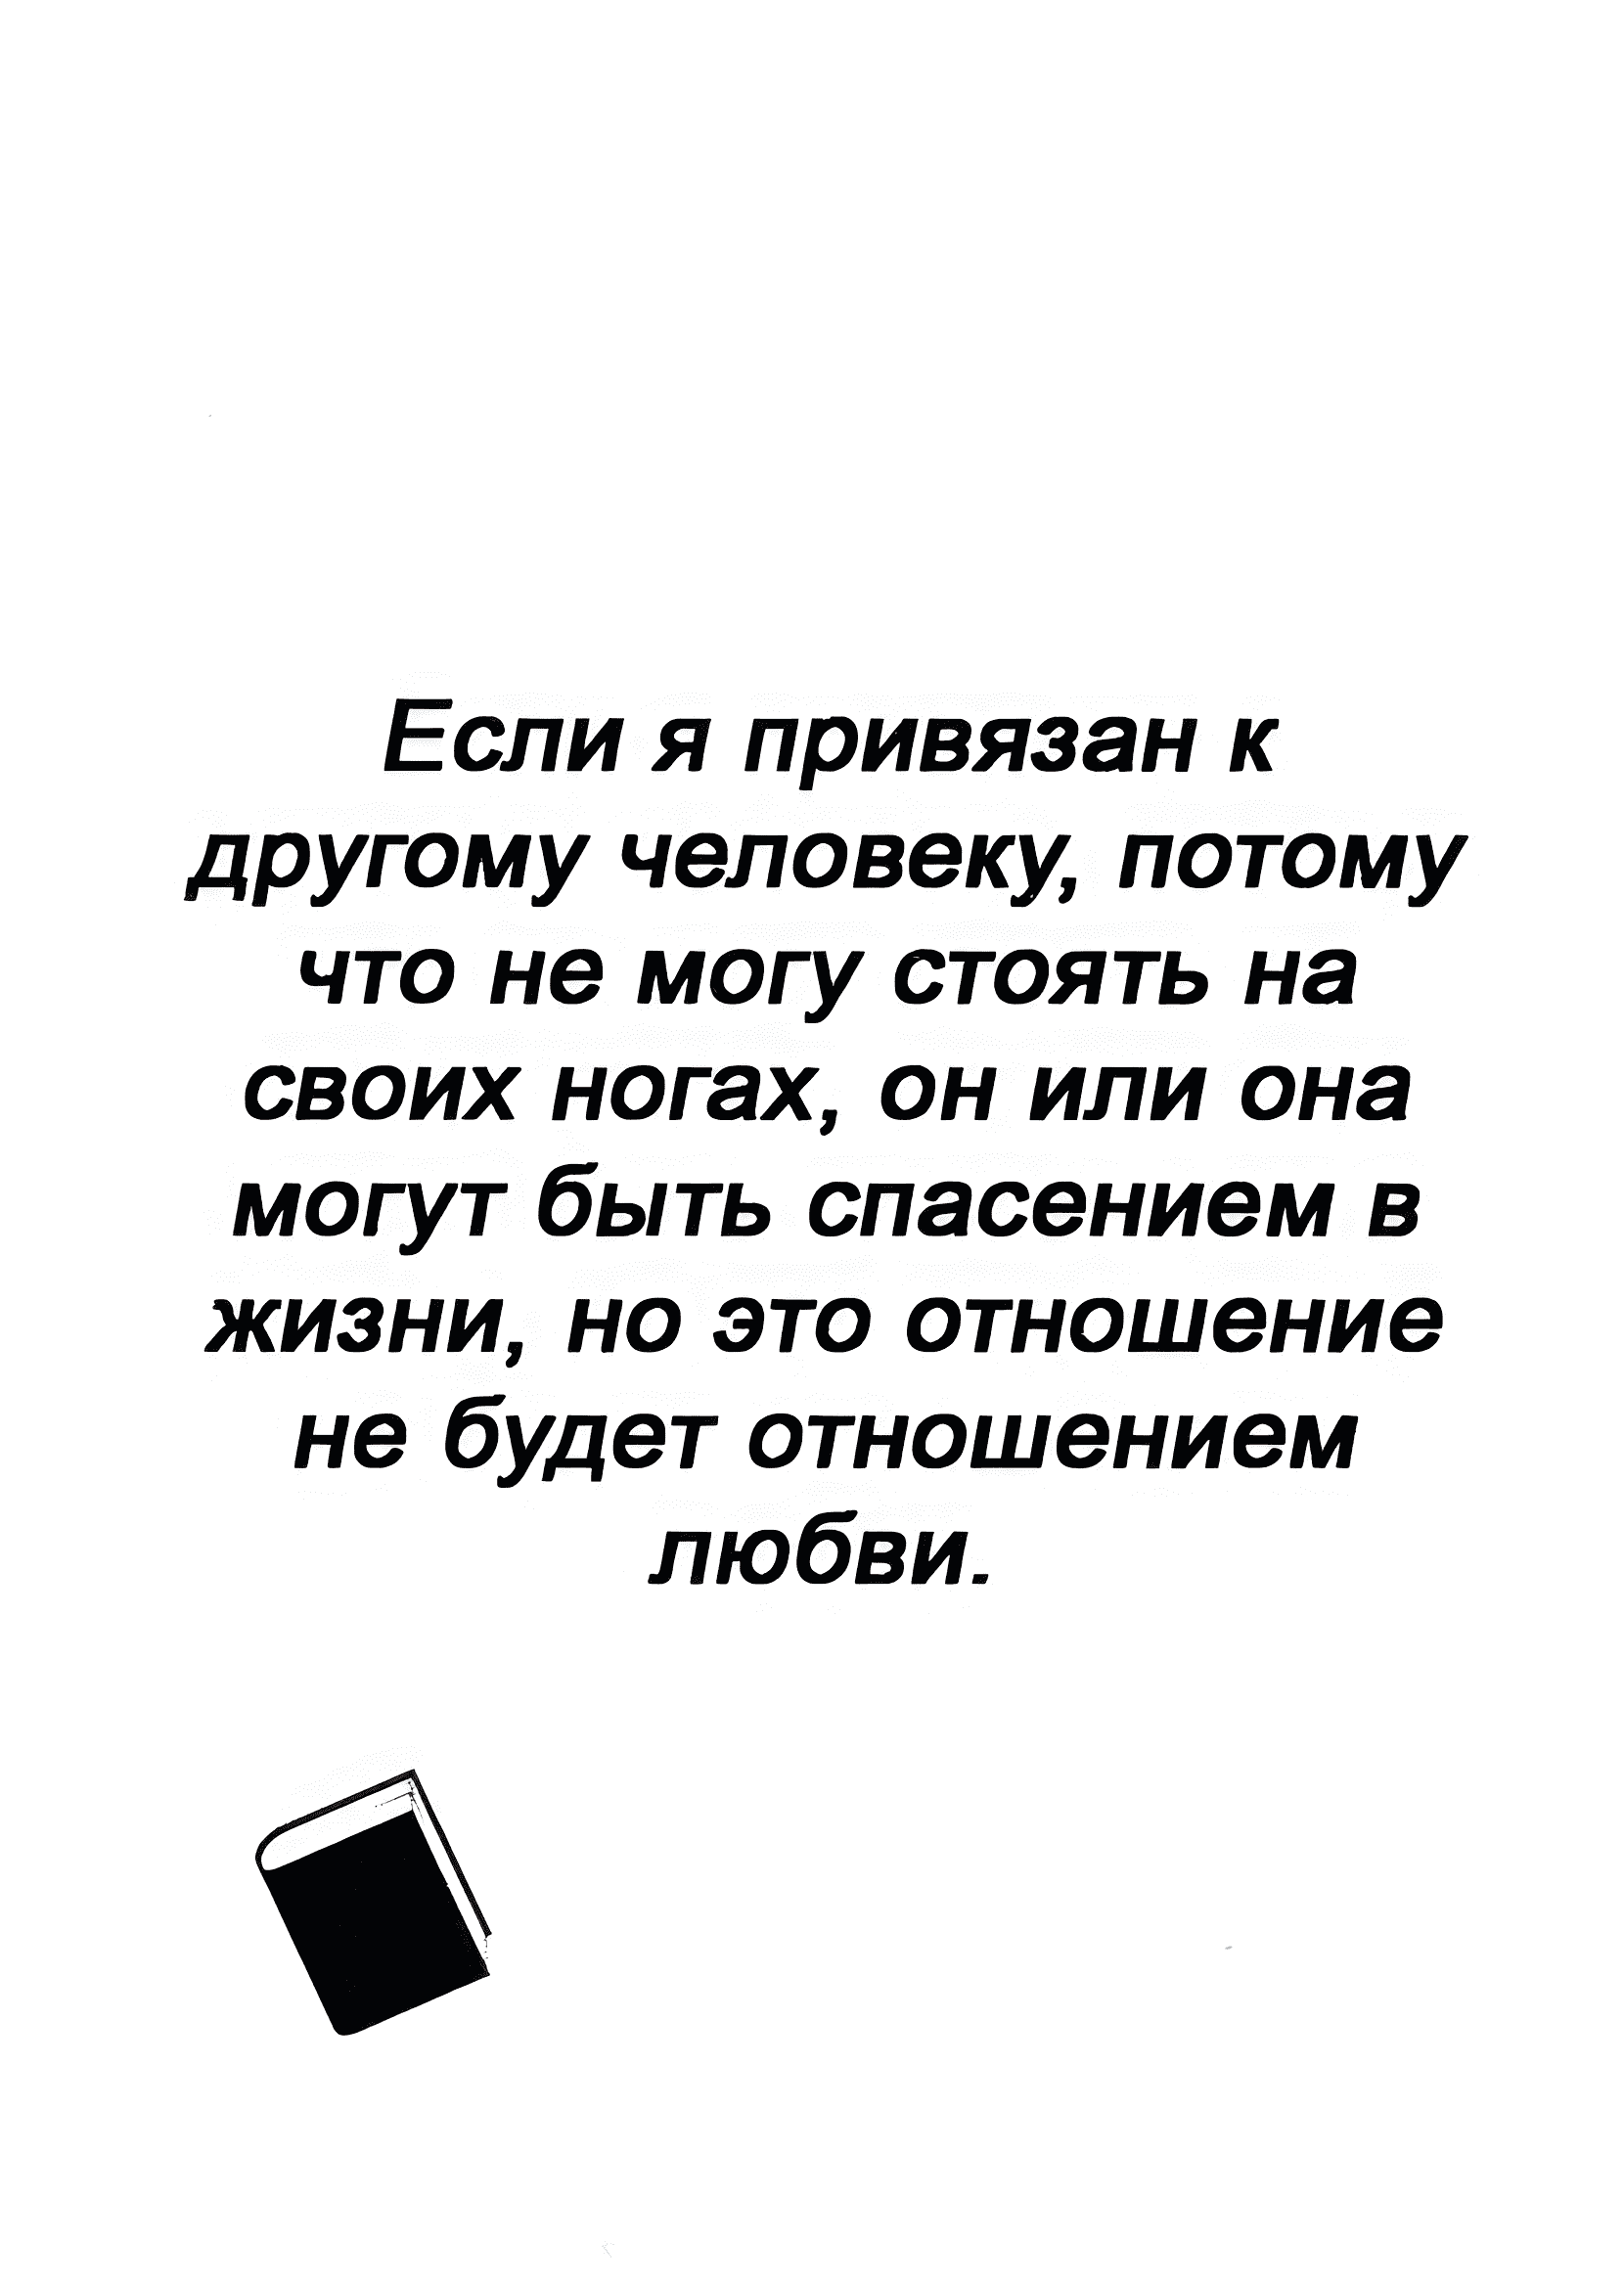 Если я привязан к
другому человеку, потому
что не могу стоять на
своих ногах, он или она
могут быть спасением в
жизни, но это отношение
не будет отношением
любви.